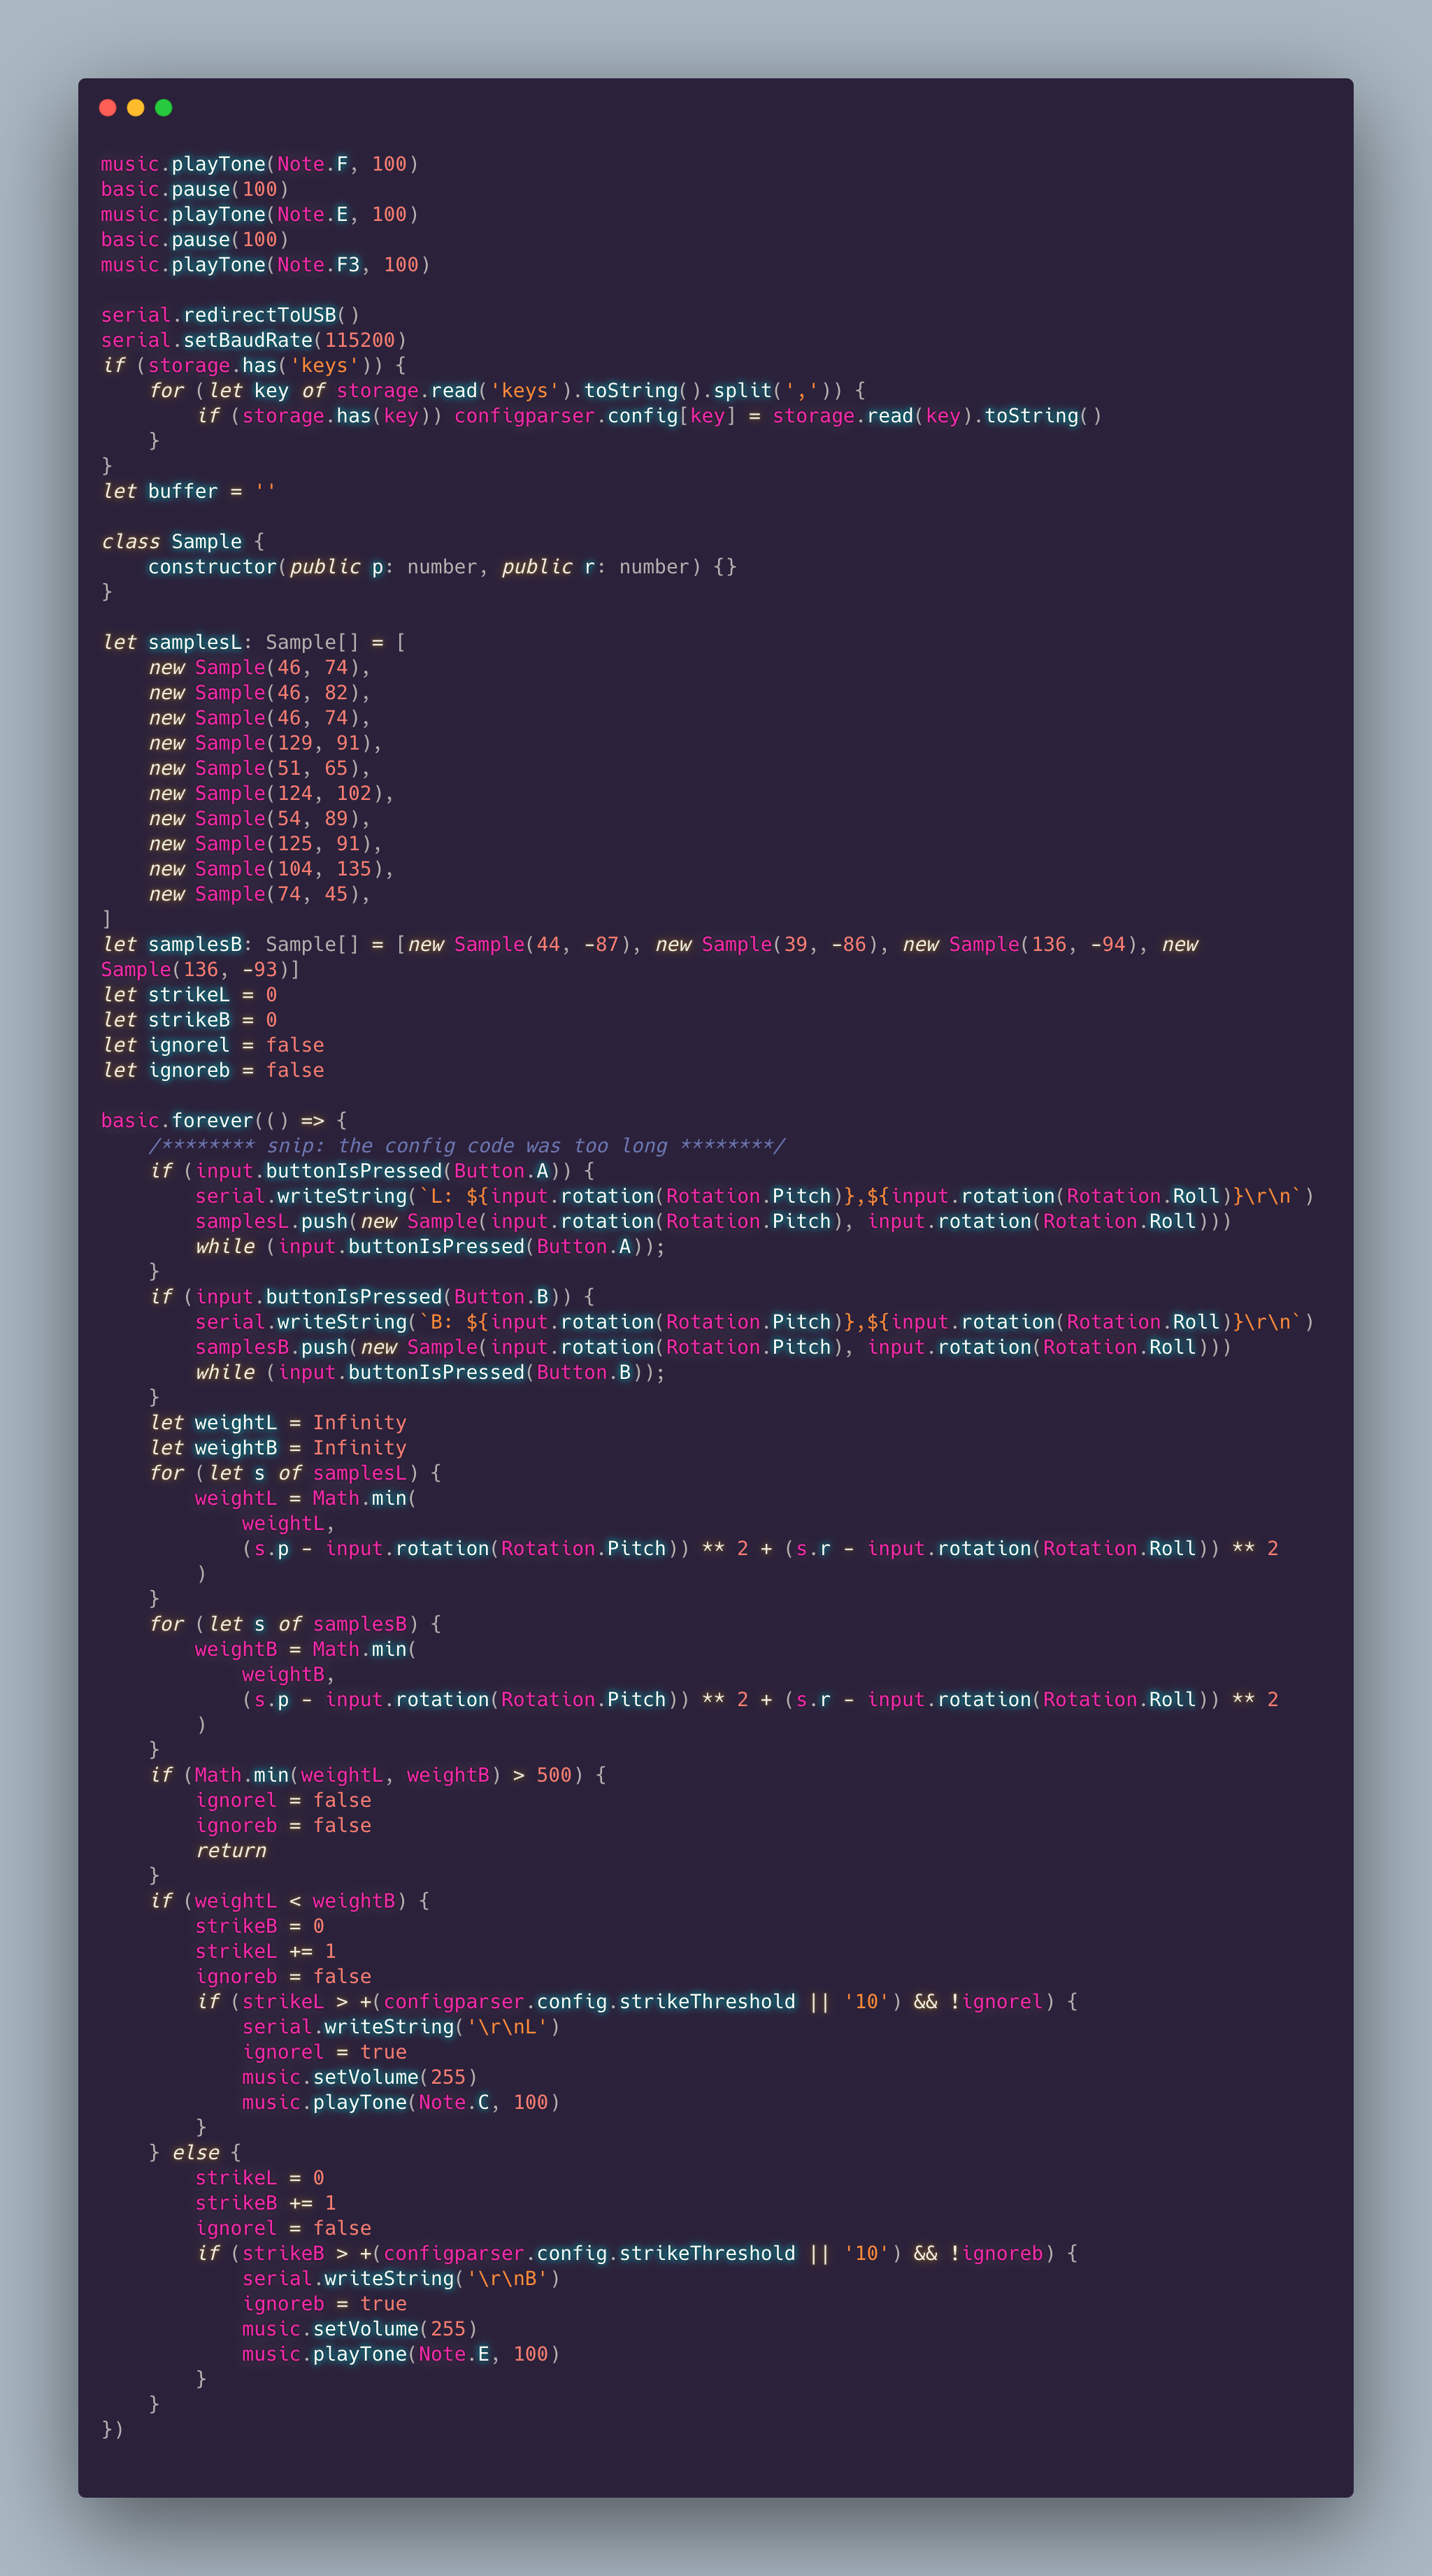 music.playTone(Note.F, 100)
basic.pause(100)
music.playTone(Note.E, 100)
basic.pause(100)
music.playTone(Note.F3, 100)

serial.redirectToUSB()
serial.setBaudRate(115200)
if (storage.has('keys')) {
    for (let key of storage.read('keys').toString().split(',')) {
        if (storage.has(key)) configparser.config[key] = storage.read(key).toString()
    }
}
let buffer = ''

class Sample {
    constructor(public p: number, public r: number) {}
}

let samplesL: Sample[] = [
    new Sample(46, 74),
    new Sample(46, 82),
    new Sample(46, 74),
    new Sample(129, 91),
    new Sample(51, 65),
    new Sample(124, 102),
    new Sample(54, 89),
    new Sample(125, 91),
    new Sample(104, 135),
    new Sample(74, 45),
]
let samplesB: Sample[] = [new Sample(44, -87), new Sample(39, -86), new Sample(136, -94), new
Sample(136, -93)]
let strikeL = 0
let strikeB = 0
let ignorel = false
let ignoreb = false

basic.forever(() => {
    /******** snip: the config code was too long ********/
    if (input.buttonIsPressed(Button.A)) {
        serial.writeString(`L: ${input.rotation(Rotation.Pitch)},${input.rotation(Rotation.Roll)}\r\n`)
        samplesL.push(new Sample(input.rotation(Rotation.Pitch), input.rotation(Rotation.Roll)))
        while (input.buttonIsPressed(Button.A));
    }
    if (input.buttonIsPressed(Button.B)) {
        serial.writeString(`B: ${input.rotation(Rotation.Pitch)},${input.rotation(Rotation.Roll)}\r\n`)
        samplesB.push(new Sample(input.rotation(Rotation.Pitch), input.rotation(Rotation.Roll)))
        while (input.buttonIsPressed(Button.B));
    }
    let weightL = Infinity
    let weightB = Infinity
    for (let s of samplesL) {
        weightL = Math.min(
            weightL,
            (s.p - input.rotation(Rotation.Pitch)) ** 2 + (s.r - input.rotation(Rotation.Roll)) ** 2
        )
    }
    for (let s of samplesB) {
        weightB = Math.min(
            weightB,
            (s.p - input.rotation(Rotation.Pitch)) ** 2 + (s.r - input.rotation(Rotation.Roll)) ** 2
        )
    }
    if (Math.min(weightL, weightB) > 500) {
        ignorel = false
        ignoreb = false
        return
    }
    if (weightL < weightB) {
        strikeB = 0
        strikeL += 1
        ignoreb = false
        if (strikeL > +(configparser.config.strikeThreshold || '10') && !ignorel) {
            serial.writeString('\r\nL')
            ignorel = true
            music.setVolume(255)
            music.playTone(Note.C, 100)
        }
    } else {
        strikeL = 0
        strikeB += 1
        ignorel = false
        if (strikeB > +(configparser.config.strikeThreshold || '10') && !ignoreb) {
            serial.writeString('\r\nB')
            ignoreb = true
            music.setVolume(255)
            music.playTone(Note.E, 100)
        }
    }
})